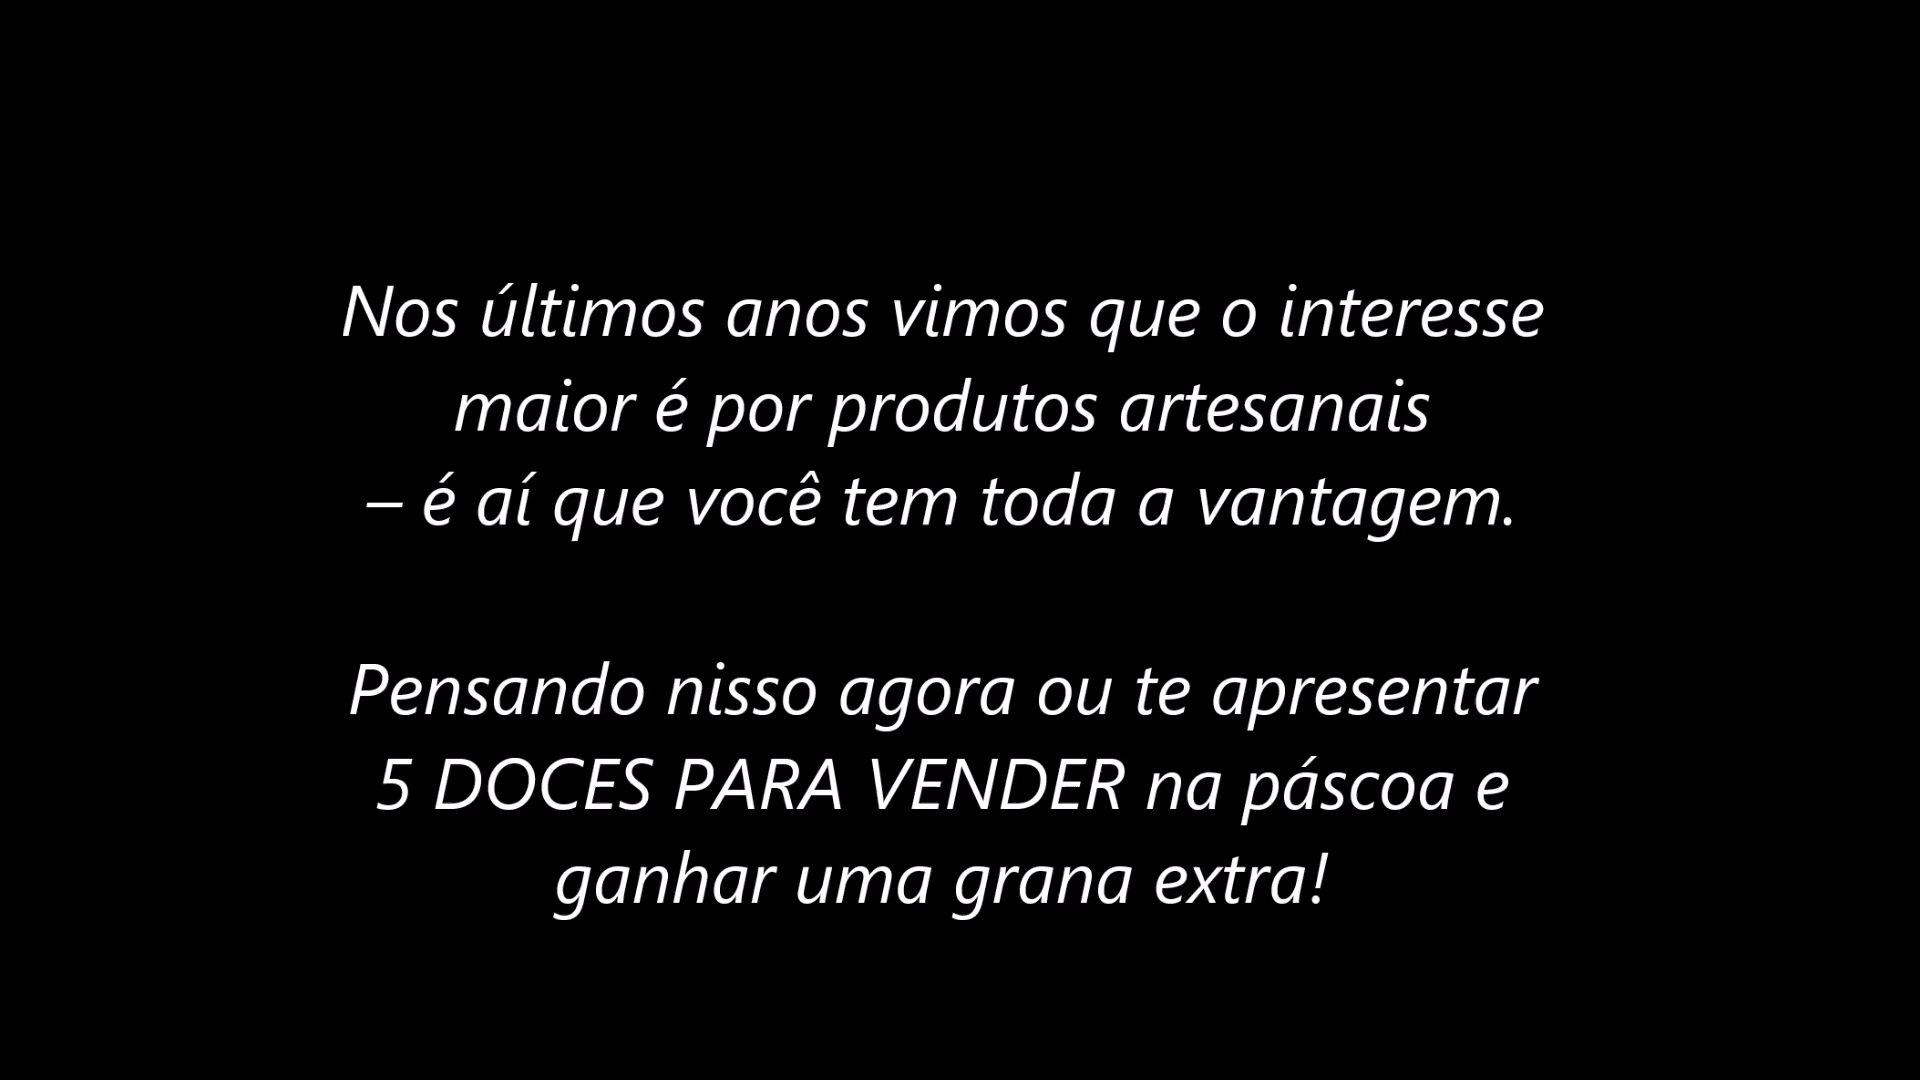 Nos últimos anos vimos que o interesse
maior é por produtos artesanais
– é aí que você tem toda a vantagem.
Pensando nisso agora ou te apresentar
5 DOCES PARA VENDER na páscoa e
ganhar uma grana extra!